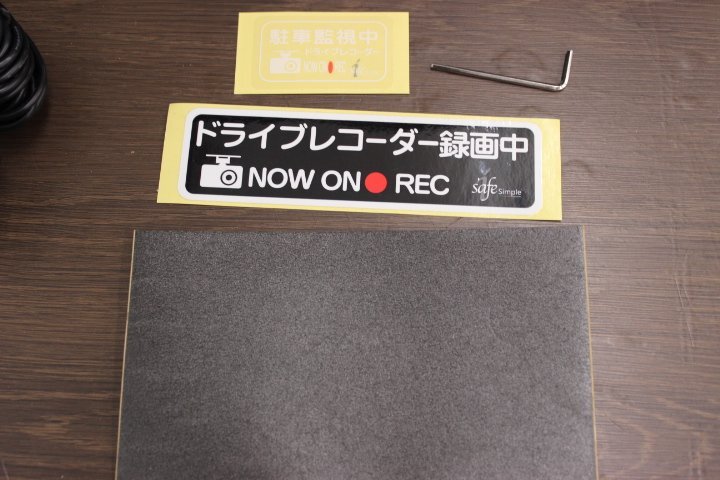 駐車監視中
ドライブレコーダー
NOW ON REC
ドライブレコーダー録画中
NOW ON REC
safe Simple